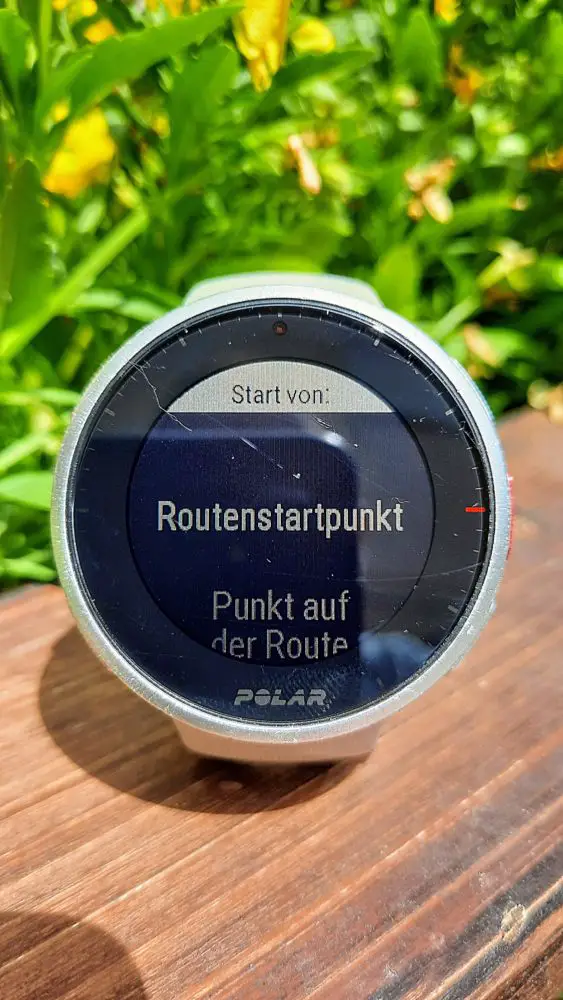 Start von:
Routenstartpunkt
Punkt auf
der Route
POLAR